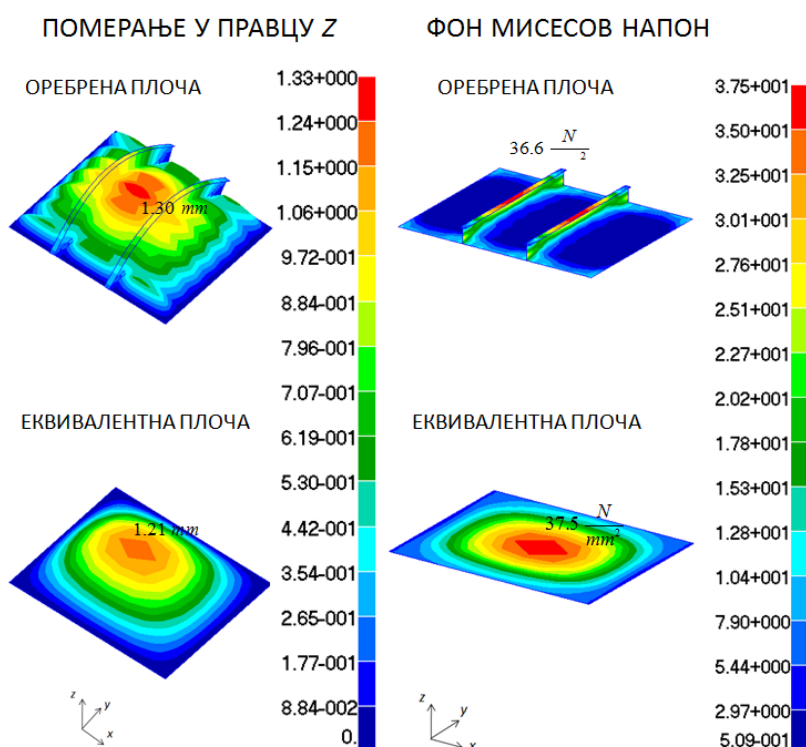 ПОМЕРАЊЕ У ПРАВЦУ Z
ОРЕБРЕНА ПЛОЧА
1.30 mm
1.33+000
1.24+000
1.15+000
1.06+000
9.72-001
8.84-001
7.96-001
7.07-001
6.19-001
5.30-001
4.42-001
3.54-001
2.65-001
1.77-001
8.84-002
0.
ЕКВИВАЛЕНТНА ПЛОЧА
1.21 mm
z
y
x
ФОН МИСЕСОВ НАПОН
ОРЕБРЕНА ПЛОЧА
36.6 N
2
3.75+001
3.50+001
3.25+001
3.01+001
2.76+001
2.51+001
2.27+001
2.02+001
1.78+001
1.53+001
1.28+001
1.04+001
7.90+000
5.44+000
2.97+000
5.09-001
ЕКВИВАЛЕНТНА ПЛОЧА
37.5 N
mm²
z
y
x